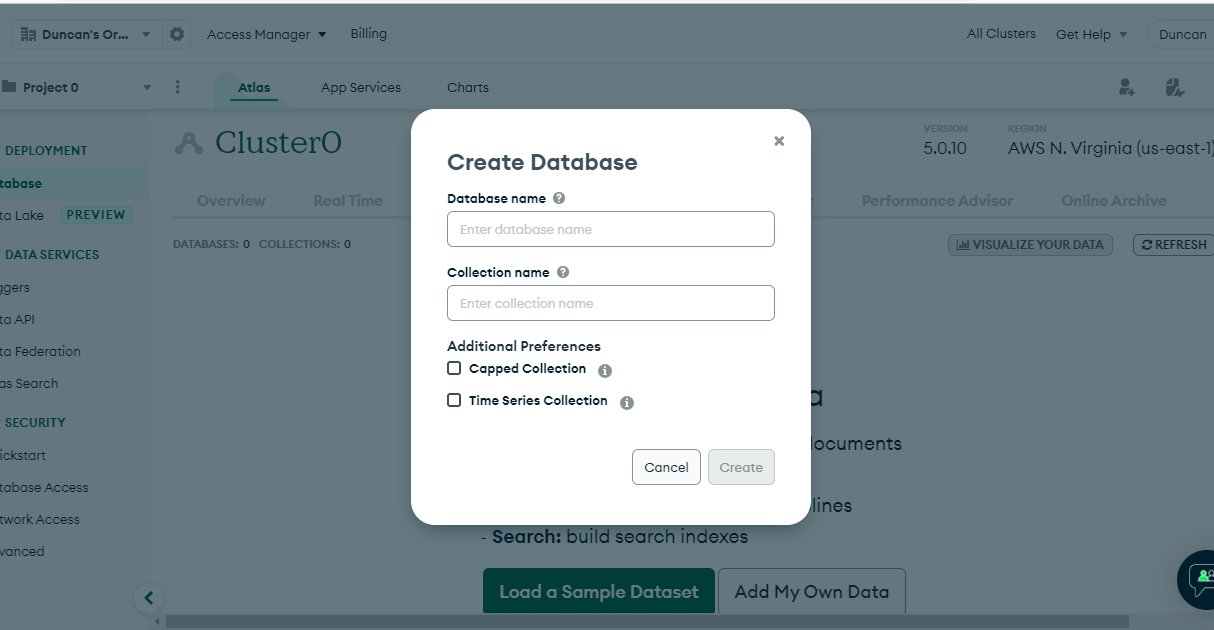 Duncan's Or...
Access Manager
Billing
All Clusters
Get Help
Duncan
Project 0
Atlas
App Services
Charts
DEPLOYMENT
tabase
ta Lake PREVIEW
DATA SERVICES
ggers
ta API
ta Federation
as Search
SECURITY
ickstart
tabase Access
twork Access
vanced
Cluster0
VERSION
5.0.10
REGION
AWS N. Virginia (us-east-1)
Overview
Real Time
Performance Advisor
Online Archive
DATABASES: 0 COLLECTIONS: 0
VISUALIZE YOUR DATA
REFRESH
Create Database
Database name
Enter database name
Collection name
Enter collection name
Additional Preferences
Capped Collection
Time Series Collection
Cancel
Create
a
documents
lines
- Search: build search indexes
Load a Sample Dataset
Add My Own Data